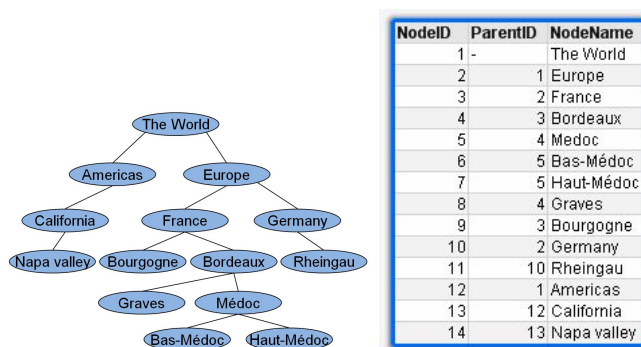 The World
Americas Europe
California France Germany
Napa valley Bourgogne Bordeaux Rheingau
Graves Médoc
Bas-Médoc Haut-Médoc
NodeID ParentID NodeName
1 - The World
2 1 Europe
3 2 France
4 3 Bordeaux
5 4 Medoc
6 5 Bas-Médoc
7 5 Haut-Médoc
8 4 Graves
9 3 Bourgogne
10 2 Germany
11 10 Rheingau
12 1 Americas
13 12 California
14 13 Napa valley